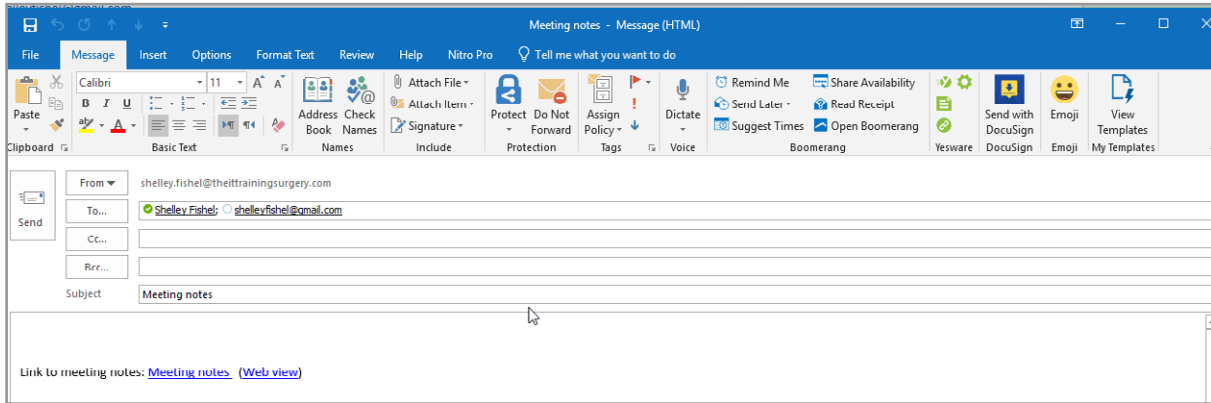 Meeting notes - Message (HTML)
File Message Insert Options Format Text Review Help Nitro Pro Tell me what you want to do
Calibri 11 A A Attach File Remind Me Share Availability
Paste B I U Attach Item Send Later Read Receipt
ab A Address Book Check Names Signature Protect Do Not Forward Assign Policy Dictate Suggest Times Open Boomerang Send with DocuSign Emoji View Templates
Clipboard Basic Text Names Include Protection Tags Voice Boomerang Yesware DocuSign Emoji My Templates
From shelley.fishel@theittrainingsurgery.com
Send
To... Shelley Fishel; shelleyfishel@gmail.com
Cc...
Bcc...
Subject Meeting notes
Link to meeting notes: Meeting notes (Web view)